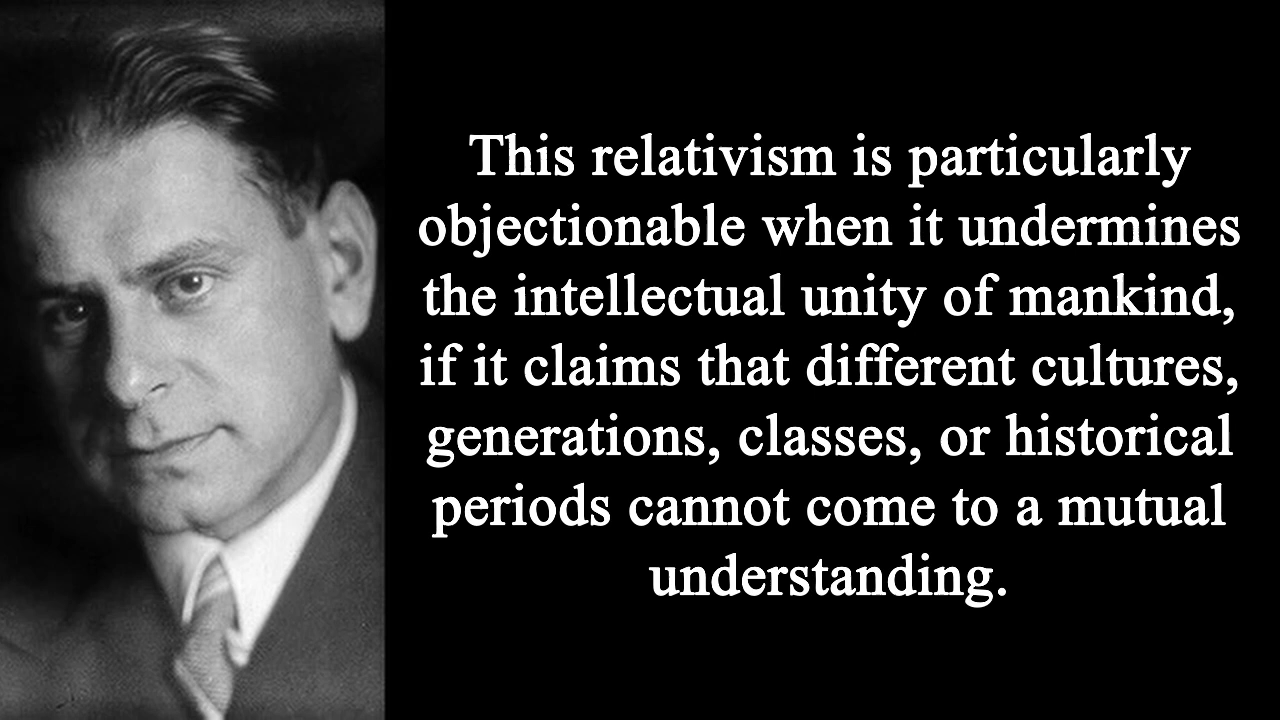 This relativism is particularly
objectionable when it undermines
the intellectual unity of mankind,
if it claims that different cultures,
generations, classes, or historical
periods cannot come to a mutual
understanding.